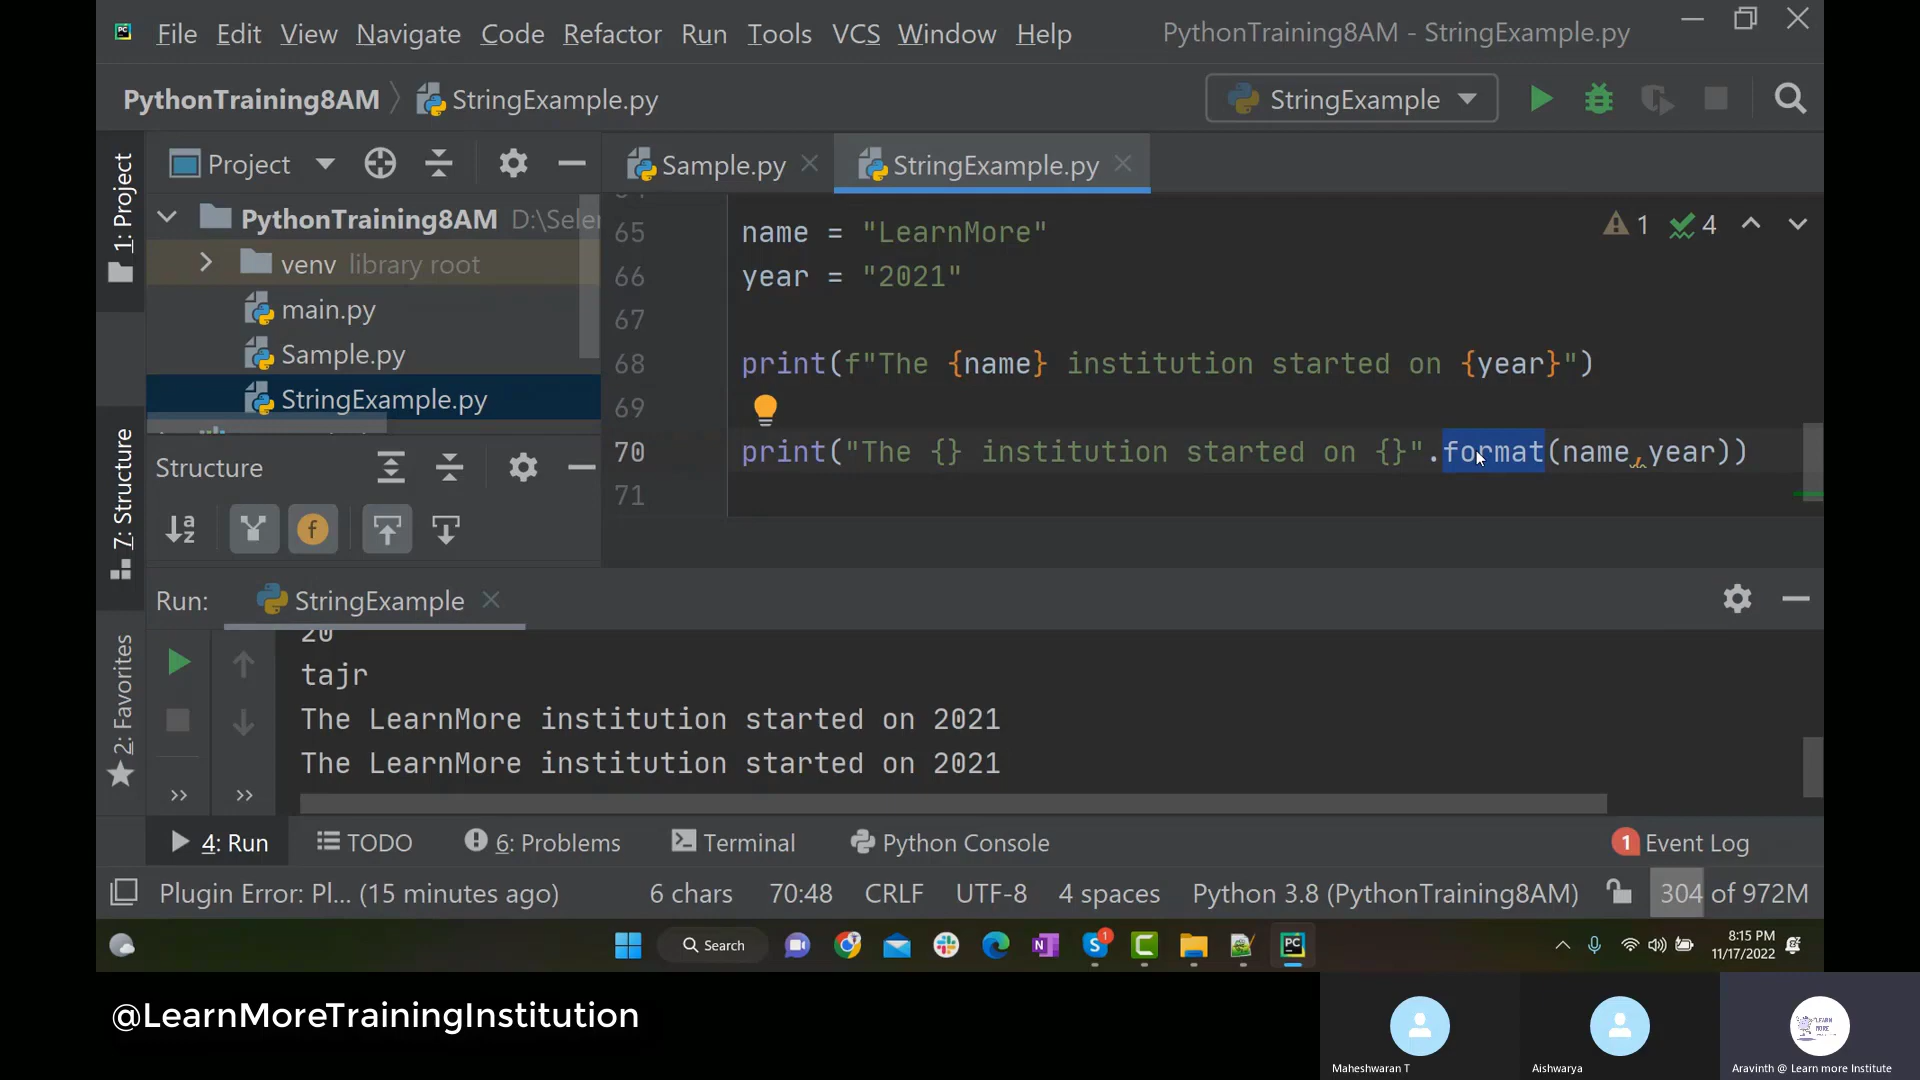 File Edit View Navigate Code Refactor Run Tools VCS Window Help PythonTraining8AM - StringExample.py
PythonTraining8AM StringExample.py StringExample
Project Sample.py StringExample.py
PythonTraining8AM D:\Sele
venv library root
main.py
Sample.py
StringExample.py
65 name = "LearnMore"
66 year = "2021"
67
68 print(f"The {name} institution started on {year}")
69
70 print("The {} institution started on {}".format(name,year))
71
1 4
1: Project
7: Structure
2: Favorites
Structure
Run: StringExample
20
tajr
The LearnMore institution started on 2021
The LearnMore institution started on 2021
4: Run TODO 6: Problems Terminal Python Console 1 Event Log
Plugin Error: Pl... (15 minutes ago) 6 chars 70:48 CRLF UTF-8 4 spaces Python 3.8 (PythonTraining8AM) 304 of 972M
Search 8:15 PM
11/17/2022
@LearnMoreTrainingInstitution
Maheshwaran T Aishwarya Aravinth @ Learn more Institute